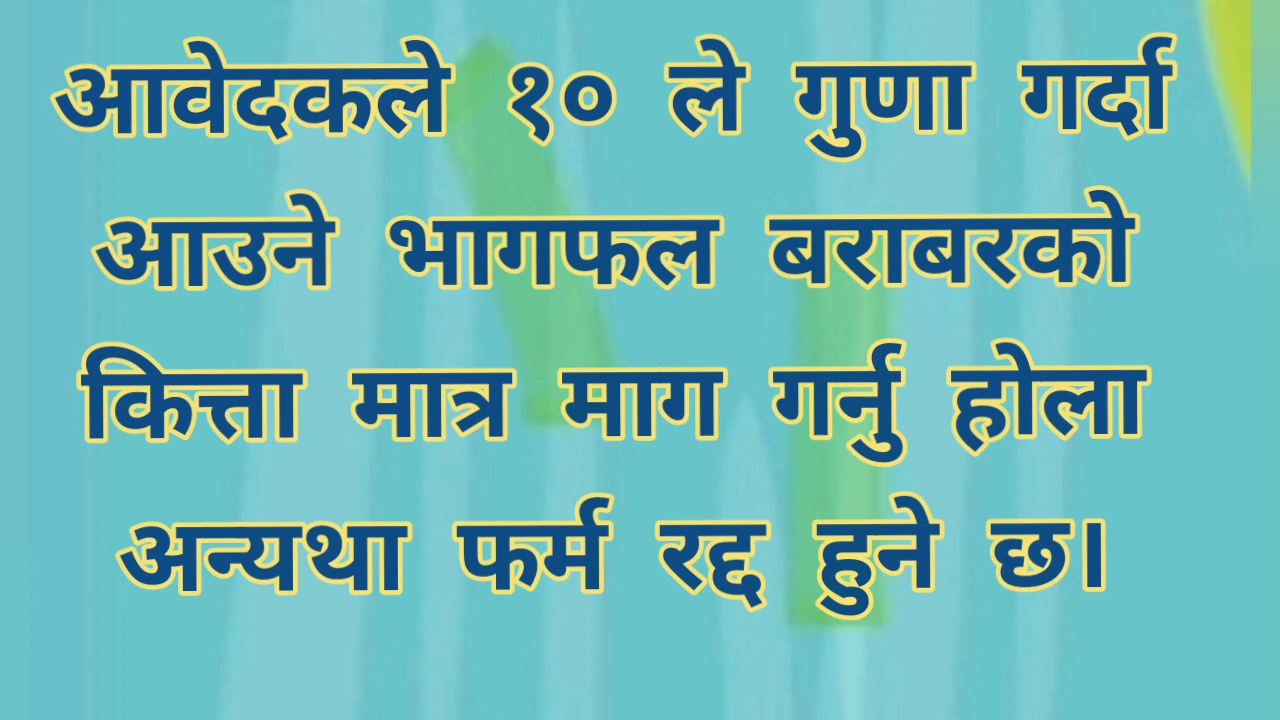 आवेदकले १० ले गुणा गर्दा
आउने भागफल बराबरको
कित्ता मात्र माग गर्नु होला
अन्यथा फर्म रद्द हुने छ।